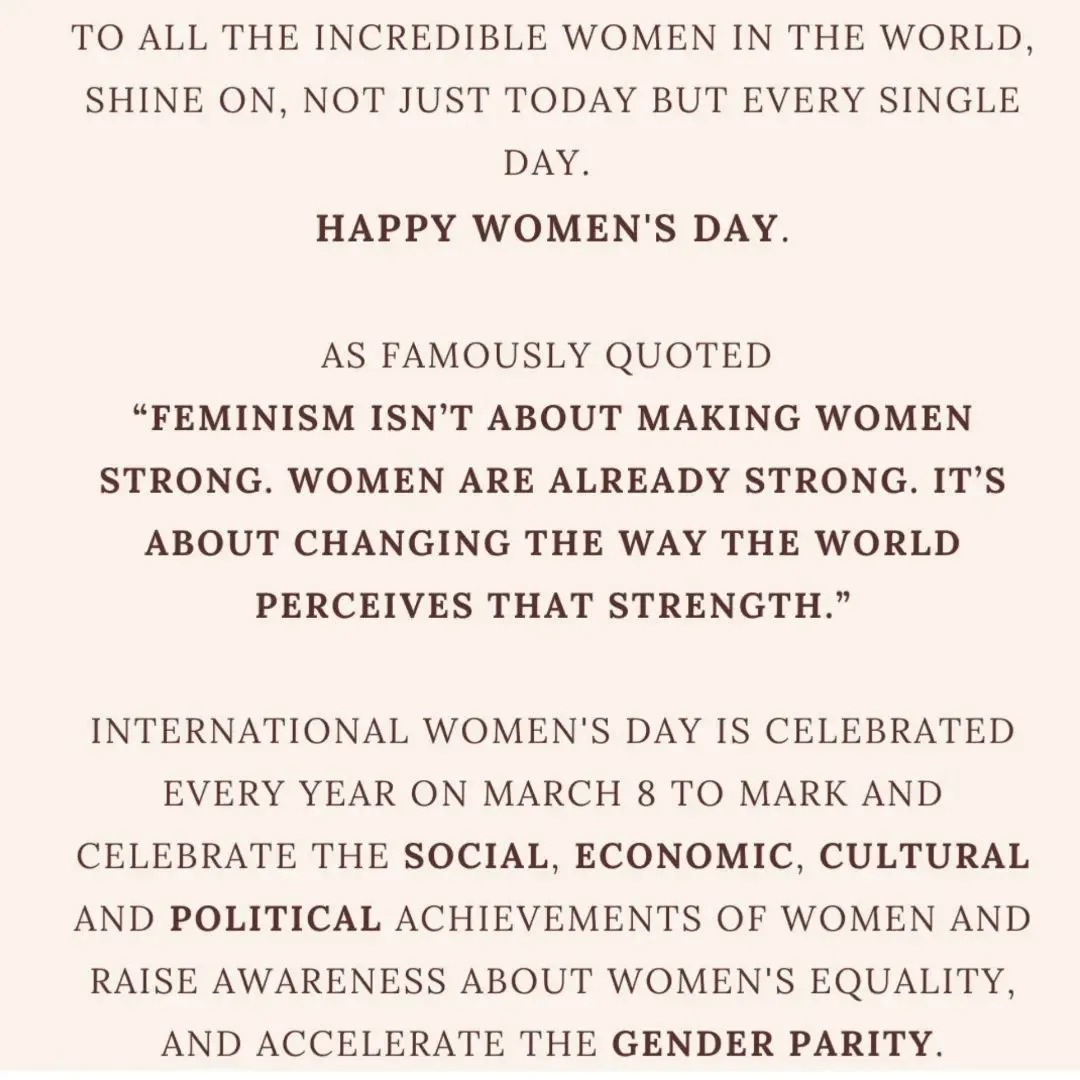 TO ALL THE INCREDIBLE WOMEN IN THE WORLD,
SHINE ON, NOT JUST TODAY BUT EVERY SINGLE
DAY.
HAPPY WOMEN'S DAY.
AS FAMOUSLY QUOTED
“FEMINISM ISN’T ABOUT MAKING WOMEN
STRONG. WOMEN ARE ALREADY STRONG. IT’S
ABOUT CHANGING THE WAY THE WORLD
PERCEIVES THAT STRENGTH.”
INTERNATIONAL WOMEN'S DAY IS CELEBRATED
EVERY YEAR ON MARCH 8 TO MARK AND
CELEBRATE THE SOCIAL, ECONOMIC, CULTURAL
AND POLITICAL ACHIEVEMENTS OF WOMEN AND
RAISE AWARENESS ABOUT WOMEN'S EQUALITY,
AND ACCELERATE THE GENDER PARITY.